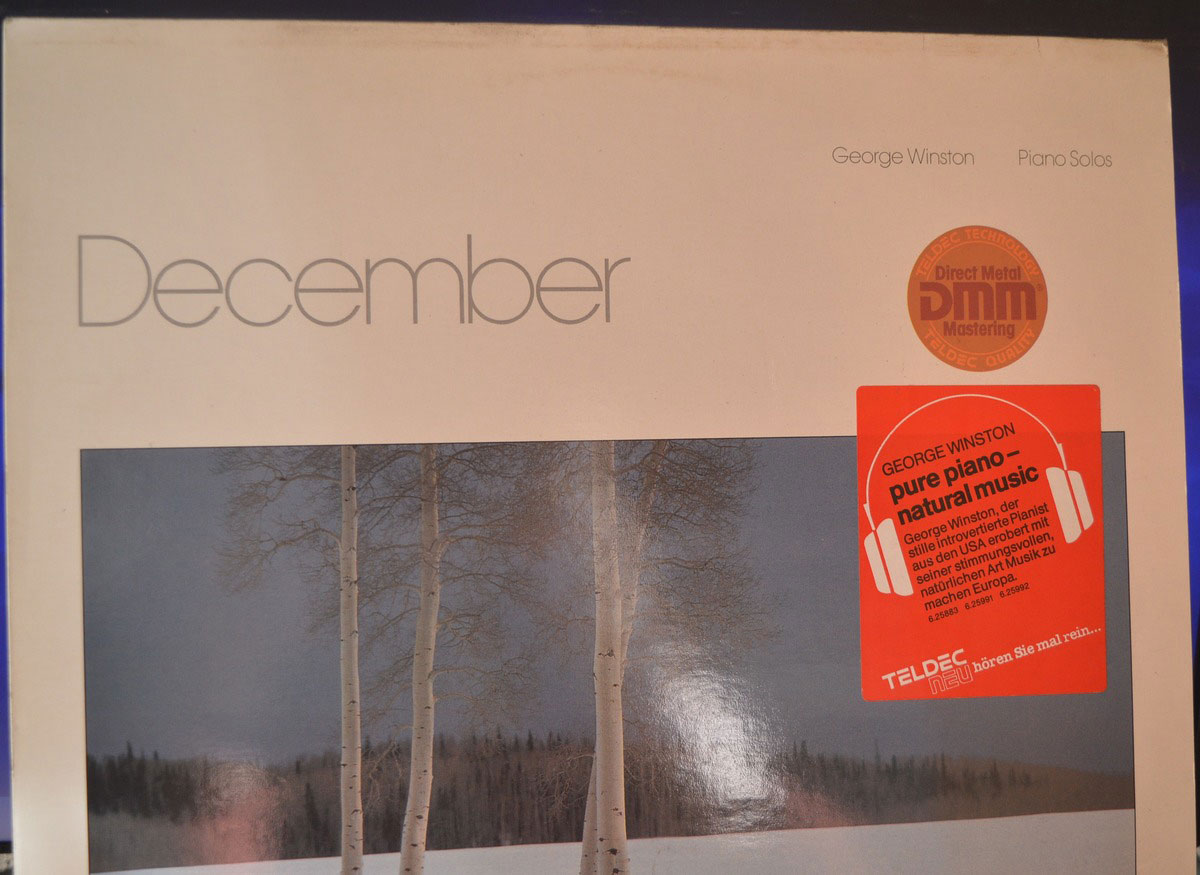 George Winston Piano Solos
December
TELDEC TECHNOLOGY
Direct Metal
DMM®
Mastering
TELDEC QUALITY
GEORGE WINSTON
pure piano–
natural music
George Winston, der
stille introvertierte Pianist
aus den USA erobert mit
seiner stimmungsvollen,
natürlichen Art Musik zu
machen Europa.
6.25883 6.25991 6.25992
TELDEC
NEU hören Sie mal rein...